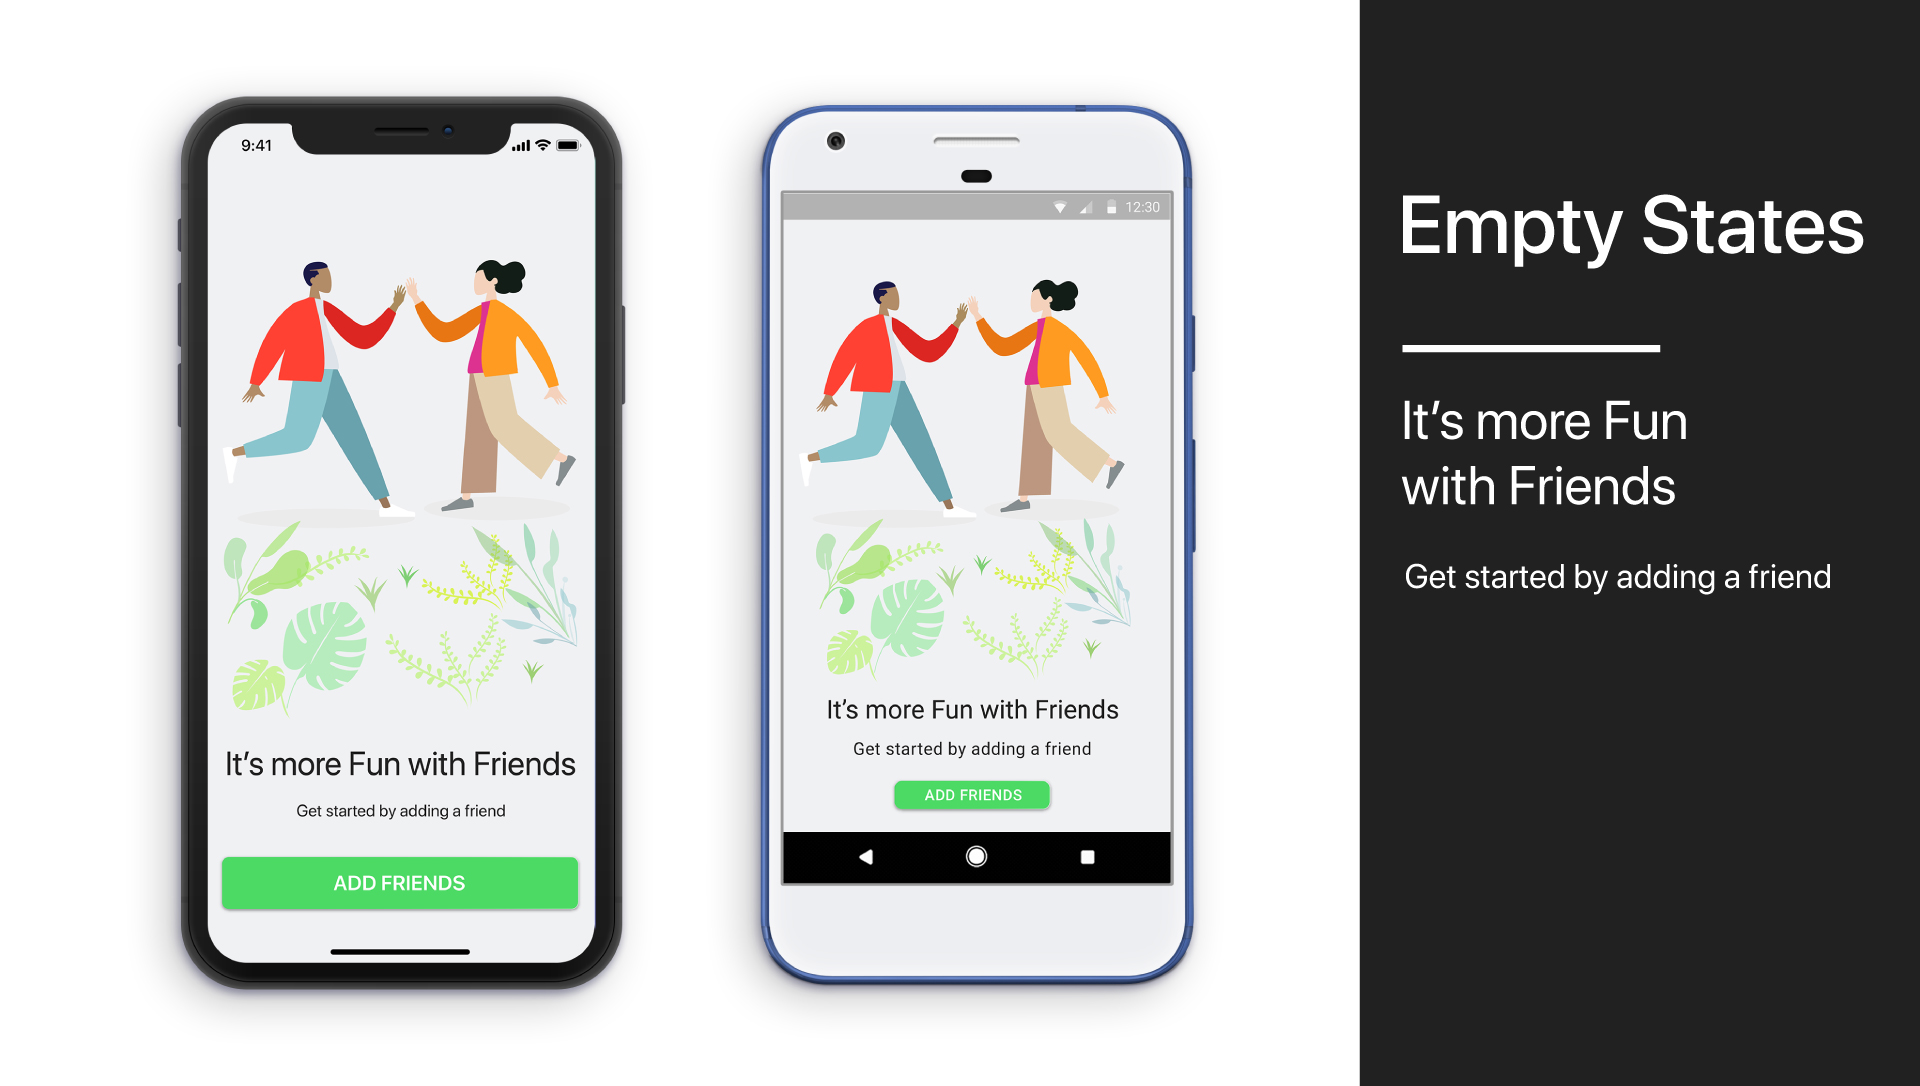 9:41
It's more Fun with Friends
Get started by adding a friend
ADD FRIENDS
12:30
It's more Fun with Friends
Get started by adding a friend
ADD FRIENDS
Empty States
It's more Fun
with Friends
Get started by adding a friend